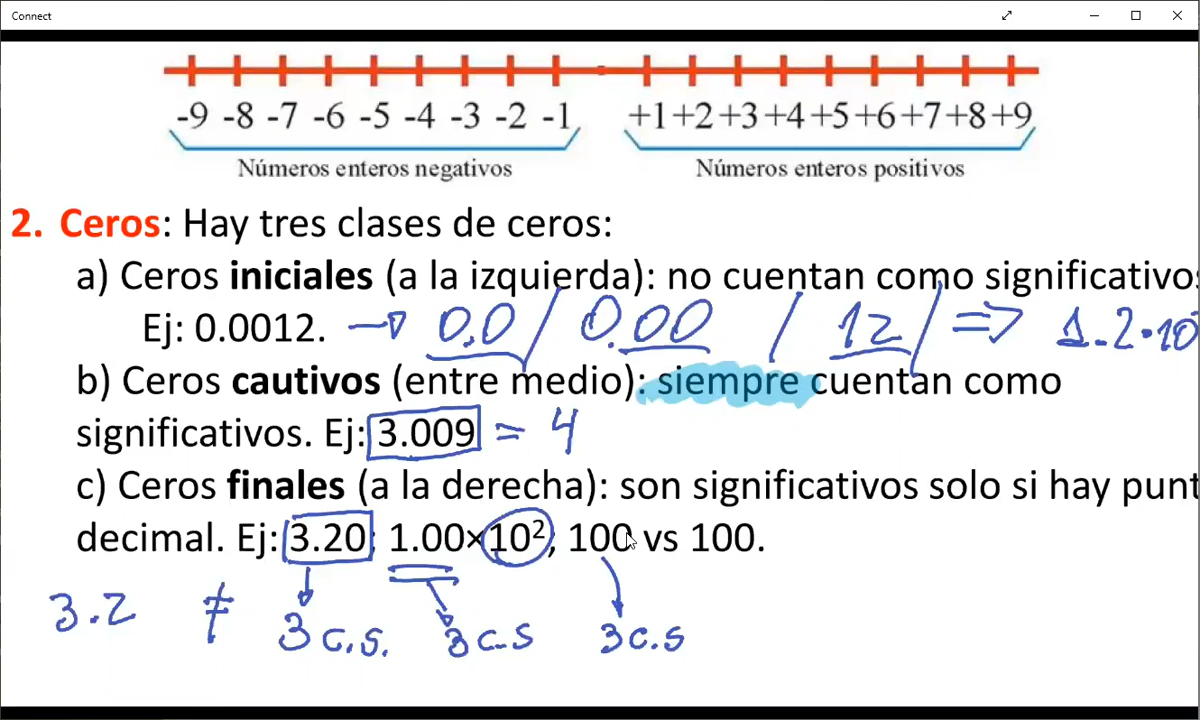 Connect
-9 -8 -7 -6 -5 -4 -3 -2 -1 +1 +2 +3 +4 +5 +6 +7 +8 +9
Números enteros negativos Números enteros positivos
2. Ceros: Hay tres clases de ceros:
a) Ceros iniciales (a la izquierda): no cuentan como significativos
Ej: 0.0012. → 0.0 / 0.00 / 12 / => 1.2·10
b) Ceros cautivos (entre medio): siempre cuentan como
significativos. Ej: 3.009 = 4
c) Ceros finales (a la derecha): son significativos solo si hay punt
decimal. Ej: 3.20; 1.00×10², 100 vs 100.
3.2 ≠ 3 c.s. 3 c.s 3 c.s